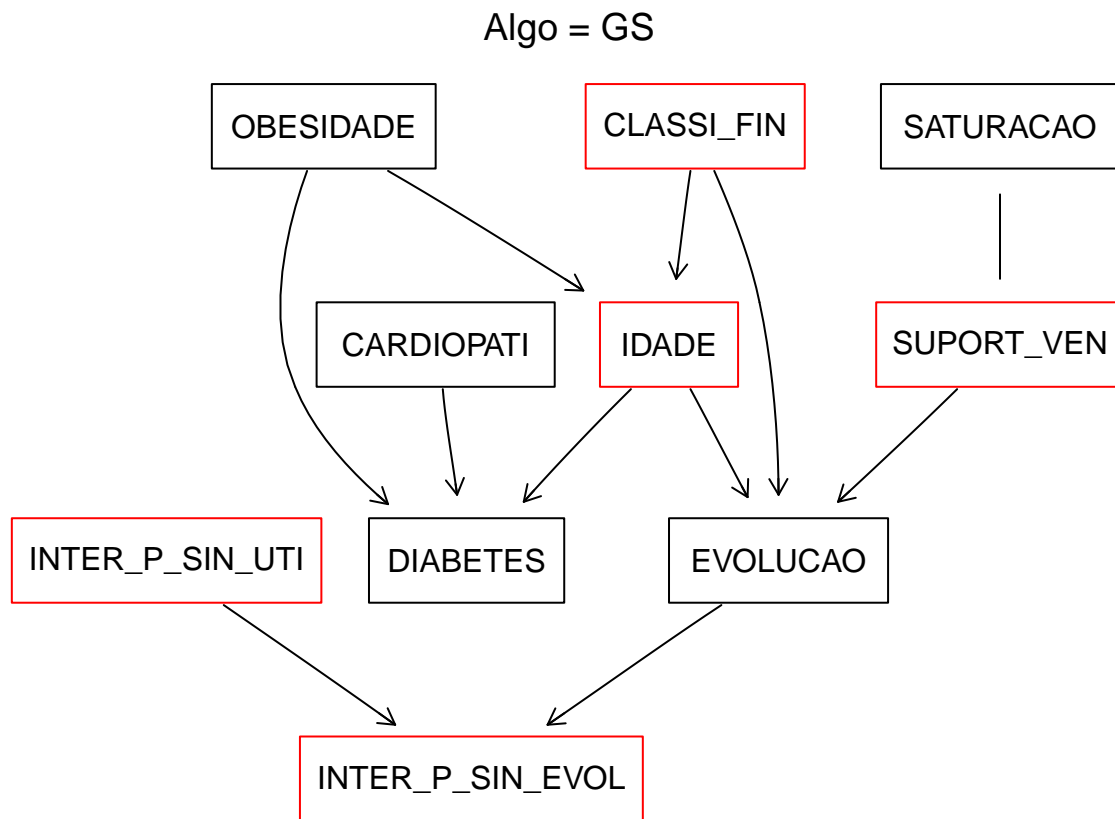 Algo = GS
OBESIDADE
CLASSI_FIN
SATURACAO
CARDIOPATI
IDADE
SUPORT_VEN
INTER_P_SIN_UTI
DIABETES
EVOLUCAO
INTER_P_SIN_EVOL